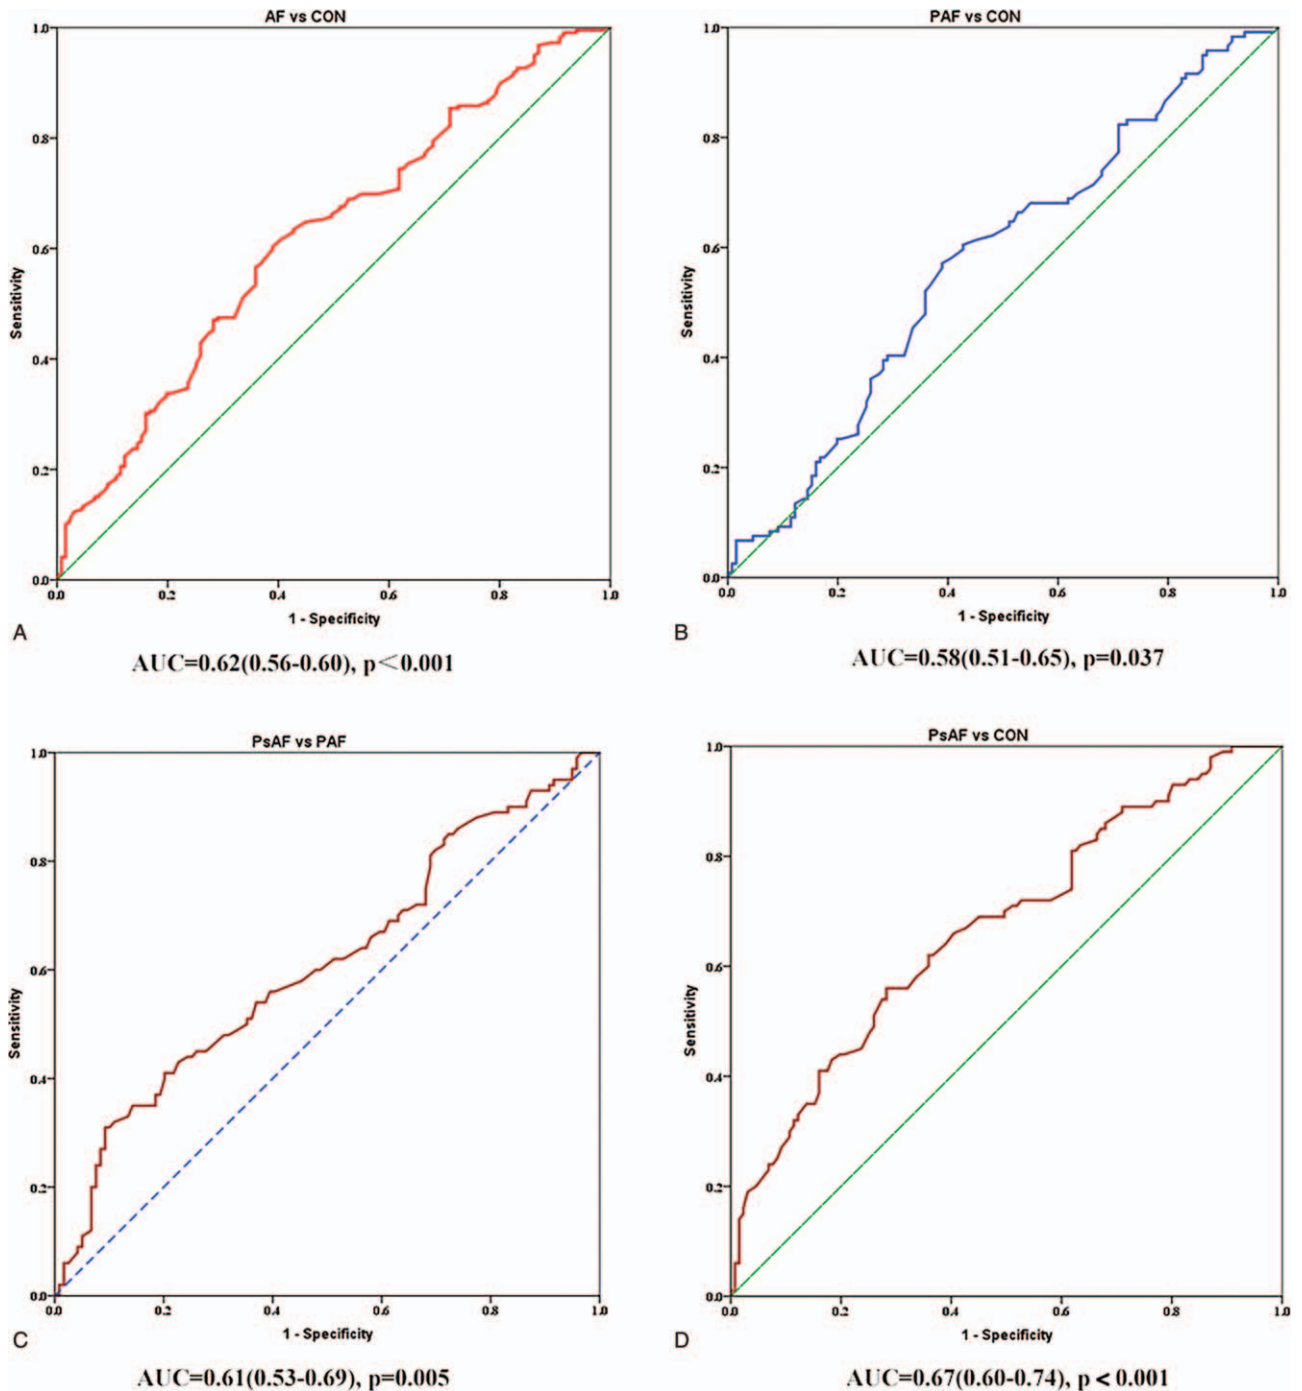 AF vs CON
1.0
0.8
0.6
0.4
0.2
0.0
Sensitivity
0.0 0.2 0.4 0.6 0.8 1.0
1 - Specificity
A
AUC=0.62(0.56-0.60), p<0.001
PAF vs CON
1.0
0.8
0.6
0.4
0.2
0.0
Sensitivity
0.0 0.2 0.4 0.6 0.8 1.0
1 - Specificity
B
AUC=0.58(0.51-0.65), p=0.037
PsAF vs PAF
1.0
0.8
0.6
0.4
0.2
0.0
Sensitivity
0.0 0.2 0.4 0.6 0.8 1.0
1 - Specificity
C
AUC=0.61(0.53-0.69), p=0.005
PsAF vs CON
1.0
0.8
0.6
0.4
0.2
0.0
Sensitivity
0.0 0.2 0.4 0.6 0.8 1.0
1 - Specificity
D
AUC=0.67(0.60-0.74), p < 0.001